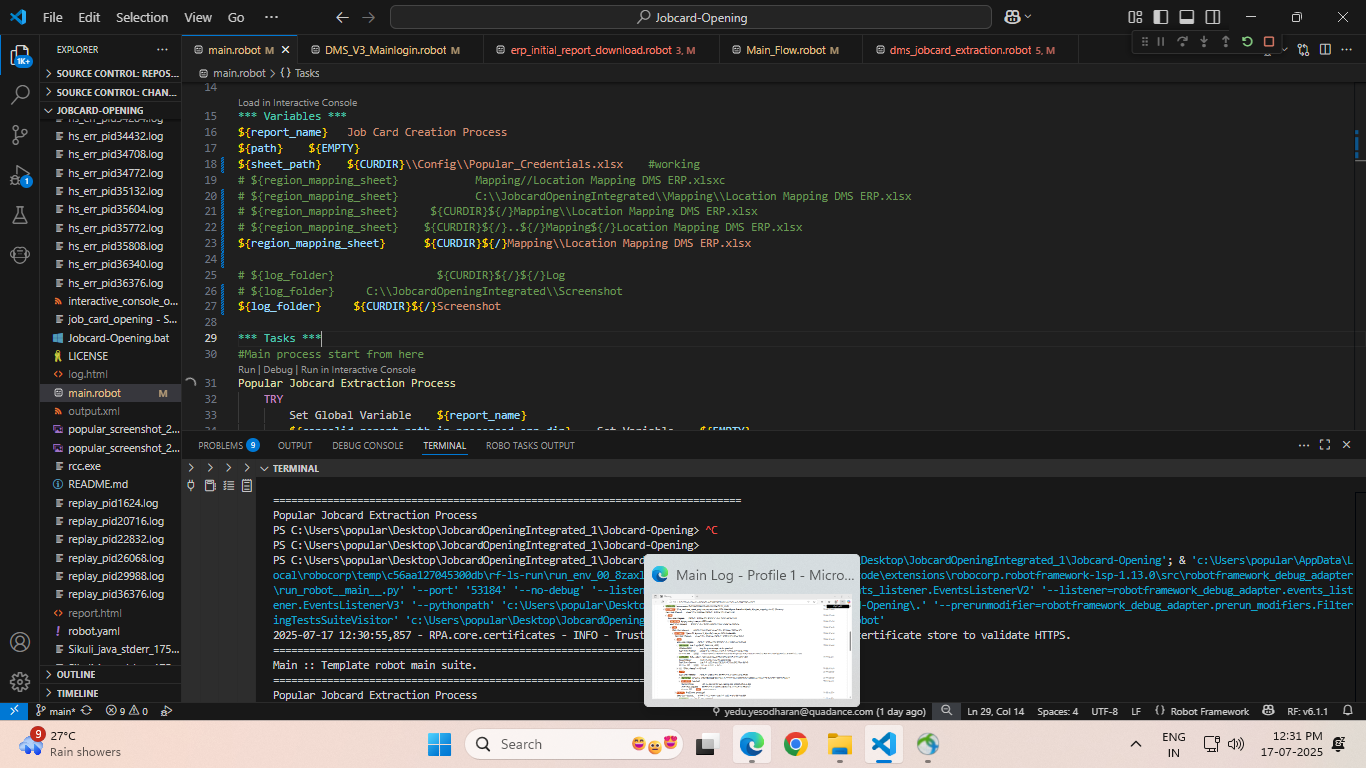 File Edit Selection View Go ··· Jobcard-Opening
EXPLORER
1K+
SOURCE CONTROL: REPOS...
SOURCE CONTROL: CHAN...
JOBCARD-OPENING
hs_err_pid34432.log
hs_err_pid34708.log
hs_err_pid34772.log
hs_err_pid35132.log
hs_err_pid35604.log
hs_err_pid35772.log
hs_err_pid35808.log
hs_err_pid36340.log
hs_err_pid36376.log
interactive_console_o...
job_card_opening - S...
Jobcard-Opening.bat
LICENSE
log.html
main.robot M
output.xml
popular_screenshot_2...
popular_screenshot_2...
rcc.exe
README.md
replay_pid1624.log
replay_pid20716.log
replay_pid22832.log
replay_pid26068.log
replay_pid29988.log
replay_pid36376.log
report.html
robot.yaml
Sikuli_java_stderr_175...
Sikuli_java_stdout_175...
OUTLINE
TIMELINE
main.robot M DMS_V3_Mainlogin.robot M erp_initial_report_download.robot 3, M Main_Flow.robot M dms_jobcard_extraction.robot 5, M
main.robot > {} Tasks
14
Load in Interactive Console
15 *** Variables ***
16 ${report_name} Job Card Creation Process
17 ${path} ${EMPTY}
18 ${sheet_path} ${CURDIR}\\Config\\Popular_Credentials.xlsx #working
19 # ${region_mapping_sheet} Mapping//Location Mapping DMS ERP.xlsxc
20 # ${region_mapping_sheet} C:\\JobcardOpeningIntegrated\\Mapping\\Location Mapping DMS ERP.xlsx
21 # ${region_mapping_sheet} ${CURDIR}${/}Mapping\\Location Mapping DMS ERP.xlsx
22 # ${region_mapping_sheet} ${CURDIR}${/}..${/}Mapping${/}Location Mapping DMS ERP.xlsx
23 ${region_mapping_sheet} ${CURDIR}${/}Mapping\\Location Mapping DMS ERP.xlsx
24
25 # ${log_folder} ${CURDIR}${/}${/}Log
26 # ${log_folder} C:\\JobcardOpeningIntegrated\\Screenshot
27 ${log_folder} ${CURDIR}${/}Screenshot
28
29 *** Tasks ***
30 #Main process start from here
Run | Debug | Run in Interactive Console
31 Popular Jobcard Extraction Process
32 TRY
33 Set Global Variable ${report_name}
PROBLEMS 9 OUTPUT DEBUG CONSOLE TERMINAL ROBO TASKS OUTPUT
TERMINAL
==============================================================================
Popular Jobcard Extraction Process
PS C:\Users\popular\Desktop\JobcardOpeningIntegrated_1\Jobcard-Opening> ^C
PS C:\Users\popular\Desktop\JobcardOpeningIntegrated_1\Jobcard-Opening>
PS C:\Users\popular\Desktop\JobcardOpeningIntegrated_1\Jobcard Desktop\JobcardOpeningIntegrated_1\Jobcard-Opening'; & 'c:\Users\popular\AppData\L
ocal\robocorp\temp\c56aa127045300db\rf-ls-run\run_env_00_8zaxl ode\extensions\robocorp.robotframework-lsp-1.13.0\src\robotframework_debug_adapter
\run_robot__main__.py' '--port' '53184' '--no-debug' '--listen s_listener.EventsListenerV2' '--listener=robotframework_debug_adapter.events_list
ener.EventsListenerV3' '--pythonpath' 'c:\Users\popular\Deskto -Opening\.' '--prerunmodifier=robotframework_debug_adapter.prerun_modifiers.Filter
ingTestsSuiteVisitor' 'c:\Users\popular\Desktop\JobcardOpening ot'
2025-07-17 12:30:55,857 - RPA.core.certificates - INFO - Trust ertificate store to validate HTTPS.
==============================================================================
Main :: Template robot main suite.
==============================================================================
Popular Jobcard Extraction Process
Main Log - Profile 1 - Micro...
main* 9 0 yedu.yesodharan@quadance.com (1 day ago) Ln 29, Col 14 Spaces: 4 UTF-8 LF {} Robot Framework RF: v6.1.1
9 27°C
Rain showers
Search
ENG
IN
12:31 PM
17-07-2025